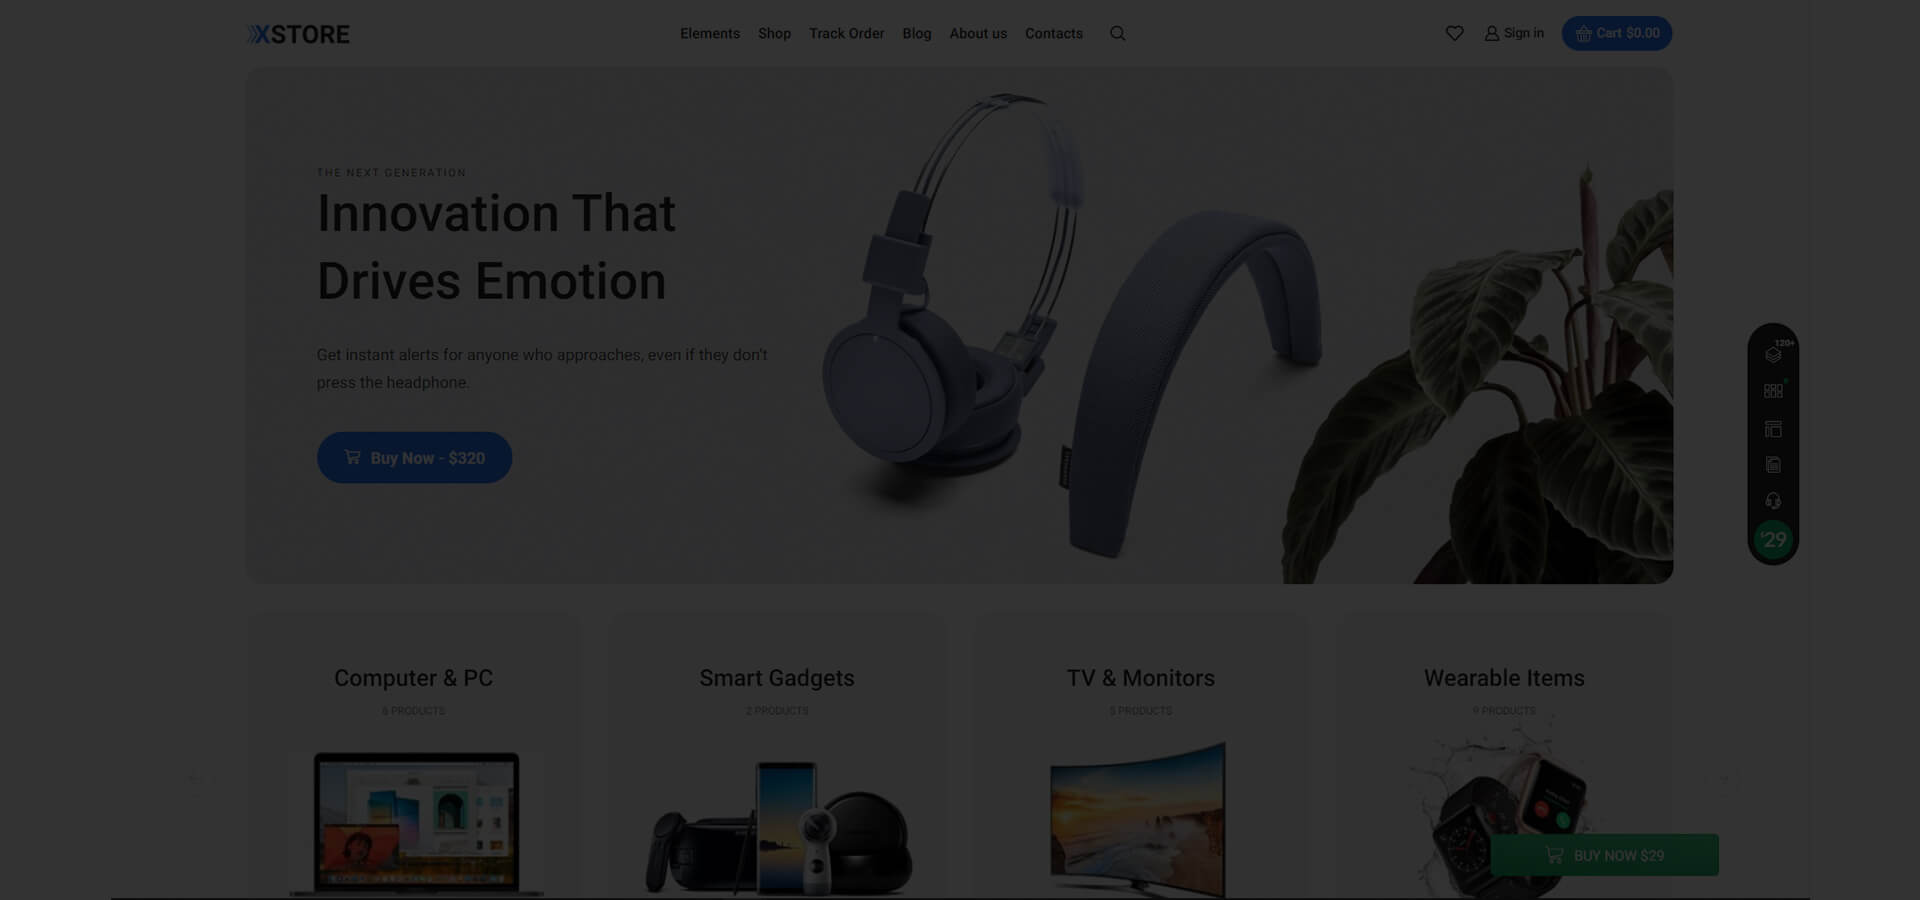 XSTORE
Elements Shop Track Order Blog About us Contacts
Sign in
Cart $0.00
THE NEXT GENERATION
Innovation That
Drives Emotion
Get instant alerts for anyone who approaches, even if they don't
press the headphone.
Buy Now - $320
120+
$29
Computer & PC
6 PRODUCTS
Smart Gadgets
2 PRODUCTS
TV & Monitors
5 PRODUCTS
Wearable Items
9 PRODUCTS
BUY NOW $29